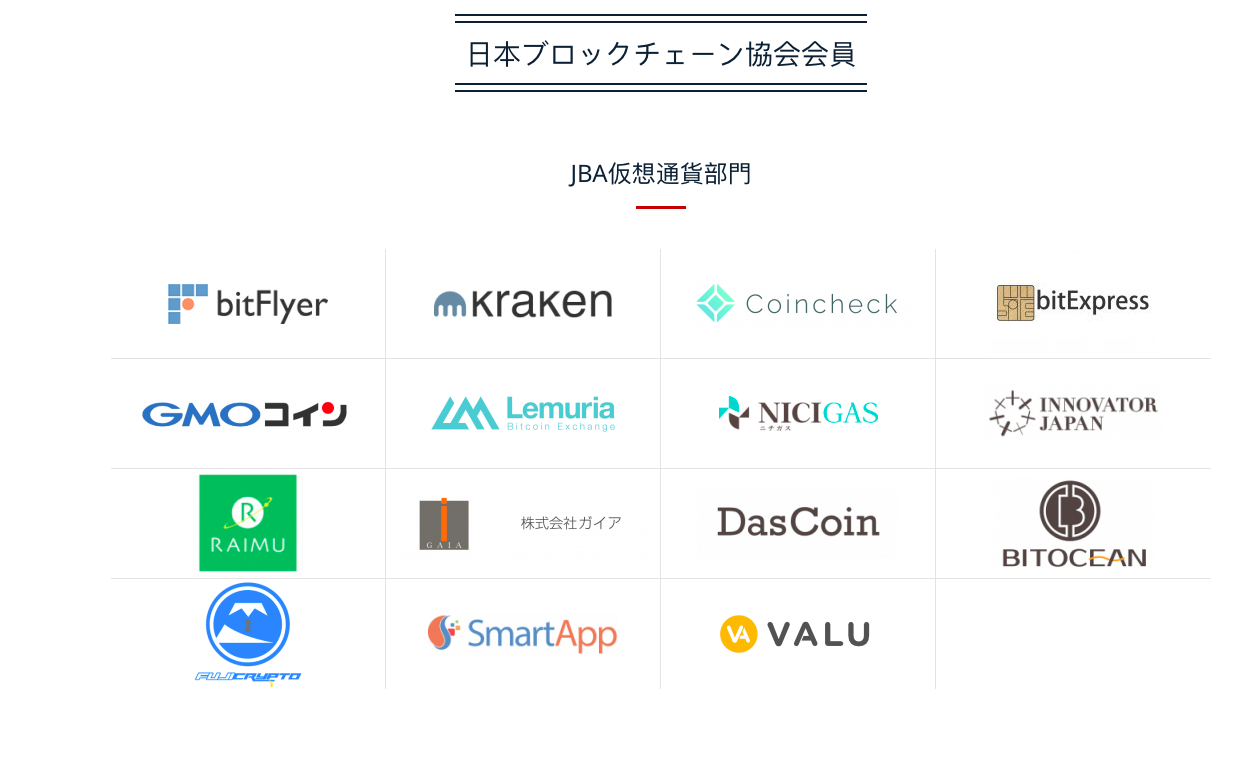 日本ブロックチェーン協会会員
JBA仮想通貨部門
bitFlyer
kraken
Coincheck
bitExpress
GMOコイン
Lemuria
Bitcoin Exchange
NICIGAS
ニチガス
INNOVATOR
JAPAN
R
RAIMU
GAIA
株式会社ガイア
DasCoin
BITOCEAN
FUJICRYPTO
SmartApp
VA VALU